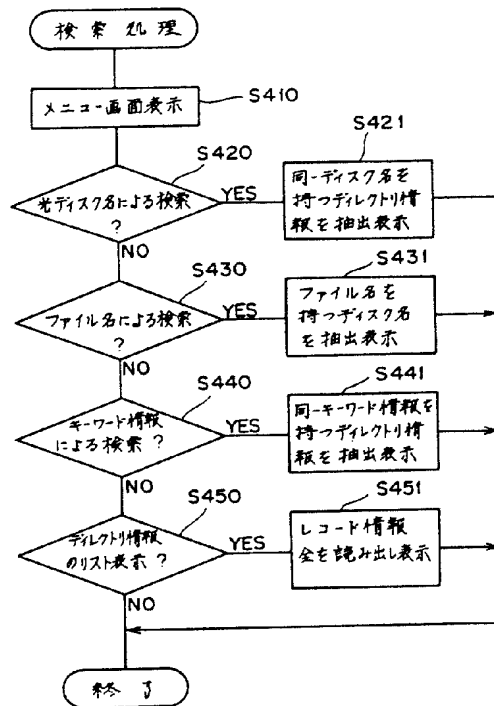 検索処理
メニュー画面表示
S410
S420
光ディスク名による検索
?
YES
NO
S421
同一ディスク名を
持つディレクトリ情
報を抽出表示
S430
ファイル名による検索
?
YES
NO
S431
ファイル名を
持つディスク名
を抽出表示
S440
キーワード情報
による検索?
YES
NO
S441
同一キーワード情報を
持つディレクトリ情
報を抽出表示
S450
ディレクトリ情報
のリスト表示?
YES
NO
S451
レコード情報
全を読み出し表示
終了